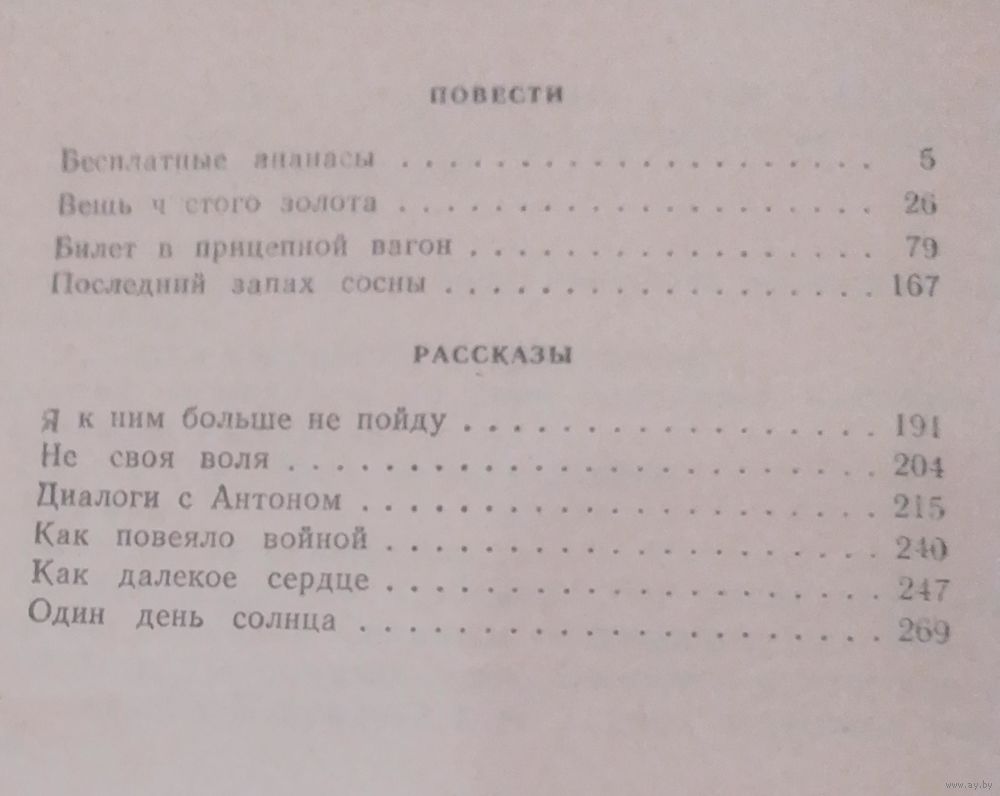 ПОВЕСТИ
Бесплатные ананасы . . . . . . . . . . . . . . . . . . . . 5
Вещь ч стого золота . . . . . . . . . . . . . . . . . . . . 26
Билет в прицепной вагон . . . . . . . . . . . . . . . . . 79
Последний запах сосны . . . . . . . . . . . . . . . . . . 167
РАССКАЗЫ
Я к ним больше не пойду . . . . . . . . . . . . . . . . . 191
Не своя воля . . . . . . . . . . . . . . . . . . . . . . 204
Диалоги с Антоном . . . . . . . . . . . . . . . . . . . . 215
Как повеяло войной . . . . . . . . . . . . . . . . . . . 240
Как далекое сердце . . . . . . . . . . . . . . . . . . . 247
Один день солнца . . . . . . . . . . . . . . . . . . . . 269
www.ay.by